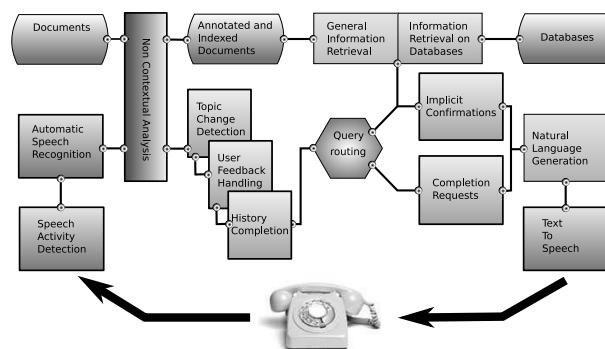 Documents
Non Contextual Analysis
Annotated and
Indexed
Documents
General
Information
Retrieval
Information
Retrieval on
Databases
Databases
Automatic
Speech
Recognition
Topic
Change
Detection
User
Feedback
Handling
History
Completion
Query
routing
Implicit
Confirmations
Completion
Requests
Natural
Language
Generation
Speech
Activity
Detection
Text
To
Speech